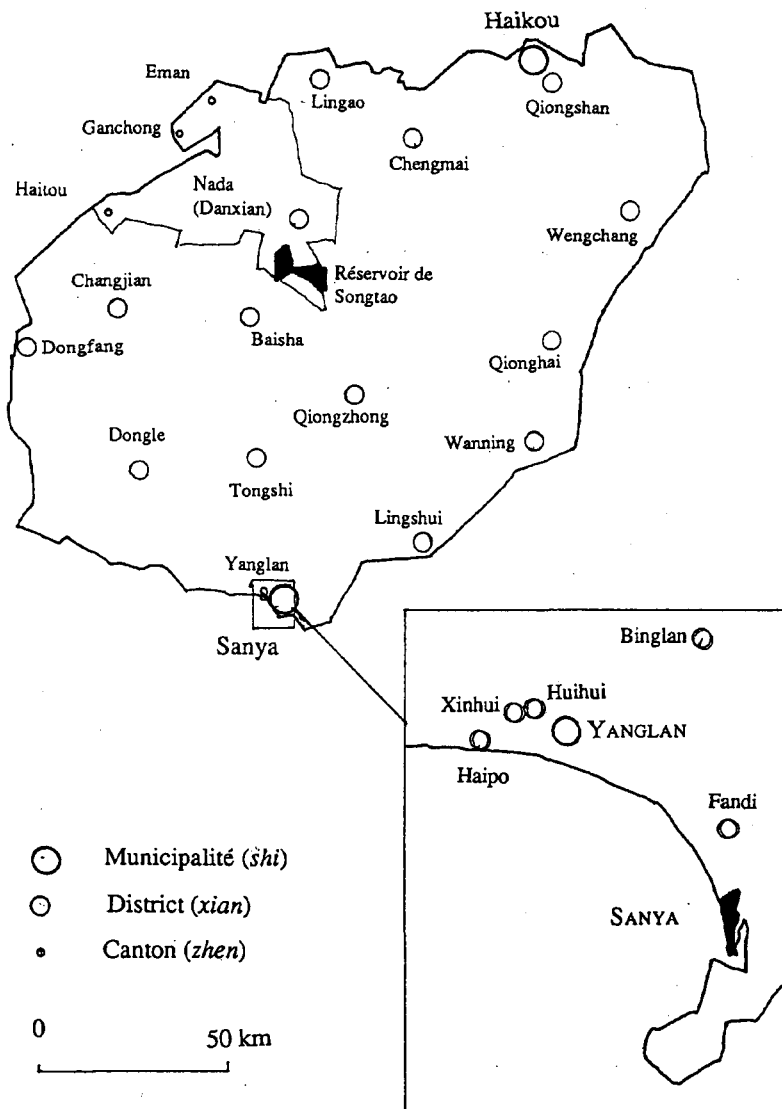 Haikou
Eman
Lingao
Qiongshan
Ganchong
Chengmai
Haitou
Nada
(Danxian)
Wengchang
Réservoir de
Songtao
Changjian
Baisha
Dongfang
Qionghai
Qiongzhong
Dongle
Wanning
Tongshi
Lingshui
Yanglan
Sanya
Binglan
Xinhui
Huihui
YANGLAN
Haipo
Fandi
SANYA
Municipalité (shi)
District (xian)
Canton (zhen)
0
50 km